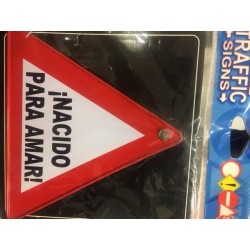 ¡NACIDO
PARA AMAR!
TRAFFIC
SIGNS